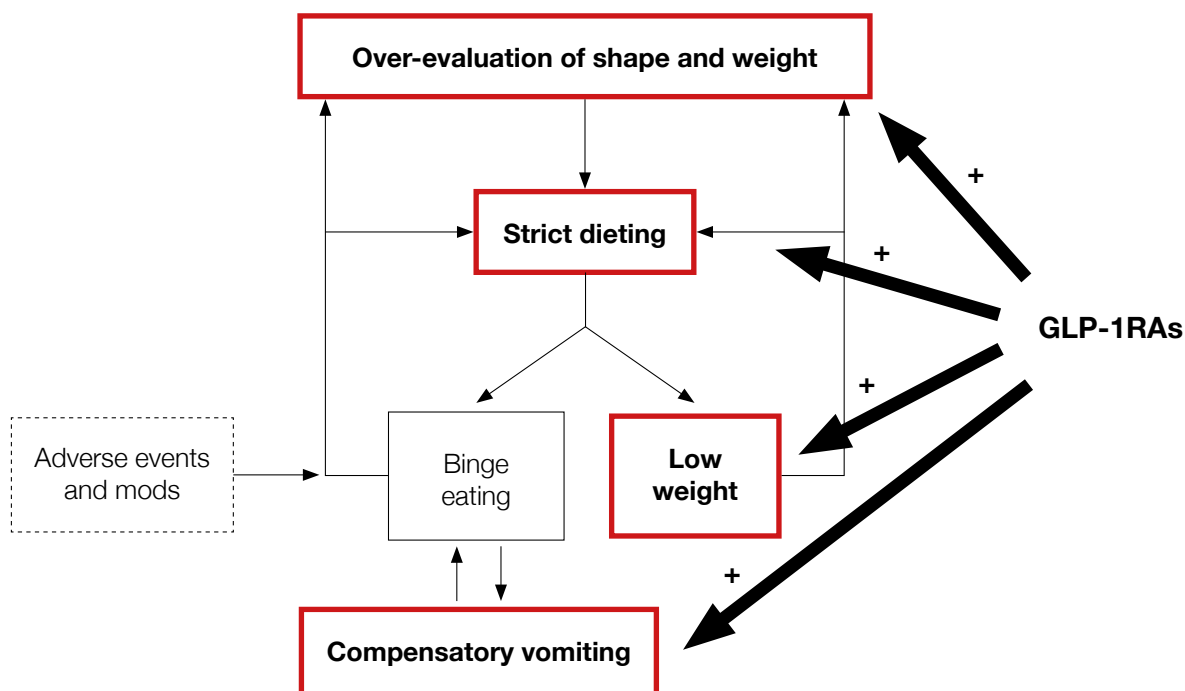 Over-evaluation of shape and weight
+
Strict dieting
+
GLP-1RAs
+
Adverse events
and mods
Binge
eating
Low
weight
+
Compensatory vomiting